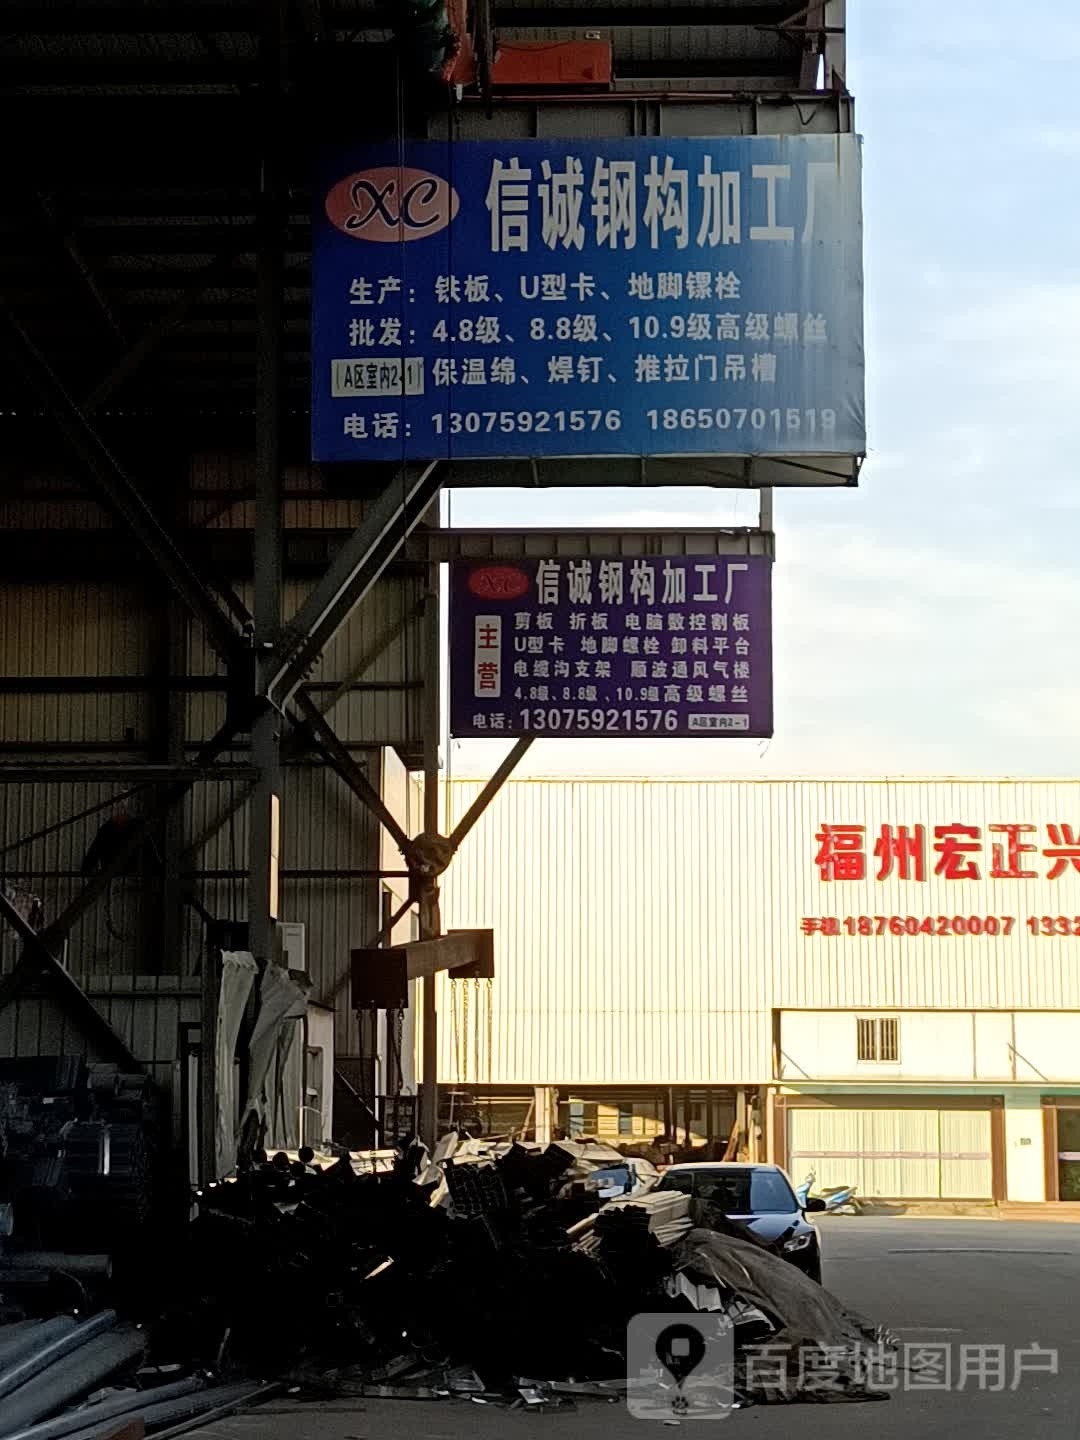 XC 信诚钢构加工厂
生产：铁板、U型卡、地脚镙栓
批发：4.8级、8.8级、10.9级高级螺丝
（A区室内2-1） 保温绵、焊钉、推拉门吊槽
电话：13075921576 18650701519
XC 信诚钢构加工厂
主营
剪板 折板 电脑数控割板
U型卡 地脚螺栓 卸料平台
电缆沟支架 顺波通风气楼
4.8级、8.8级、10.9级高级螺丝
电话：13075921576 A区室内2-1
福州宏正兴
手机18760420007 1332
百度地图用户